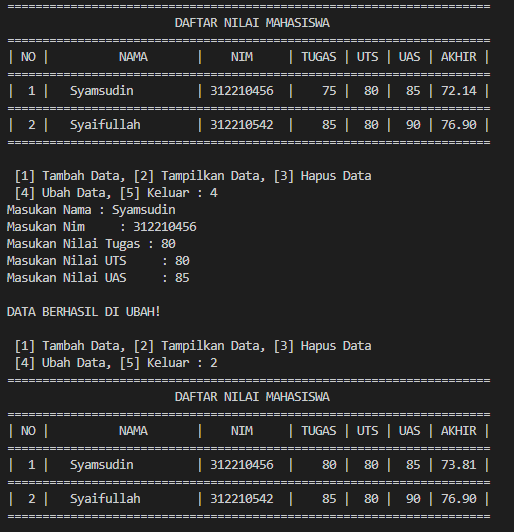 ==================================================================
DAFTAR NILAI MAHASISWA
==================================================================
| NO | NAMA | NIM | TUGAS | UTS | UAS | AKHIR |
==================================================================
| 1 | Syamsudin | 312210456 | 75 | 80 | 85 | 72.14 |
==================================================================
| 2 | Syaifullah | 312210542 | 85 | 80 | 90 | 76.90 |
==================================================================
[1] Tambah Data, [2] Tampilkan Data, [3] Hapus Data
[4] Ubah Data, [5] Keluar : 4
Masukan Nama : Syamsudin
Masukan Nim : 312210456
Masukan Nilai Tugas : 80
Masukan Nilai UTS : 80
Masukan Nilai UAS : 85
DATA BERHASIL DI UBAH!
[1] Tambah Data, [2] Tampilkan Data, [3] Hapus Data
[4] Ubah Data, [5] Keluar : 2
==================================================================
DAFTAR NILAI MAHASISWA
==================================================================
| NO | NAMA | NIM | TUGAS | UTS | UAS | AKHIR |
==================================================================
| 1 | Syamsudin | 312210456 | 80 | 80 | 85 | 73.81 |
==================================================================
| 2 | Syaifullah | 312210542 | 85 | 80 | 90 | 76.90 |
==================================================================